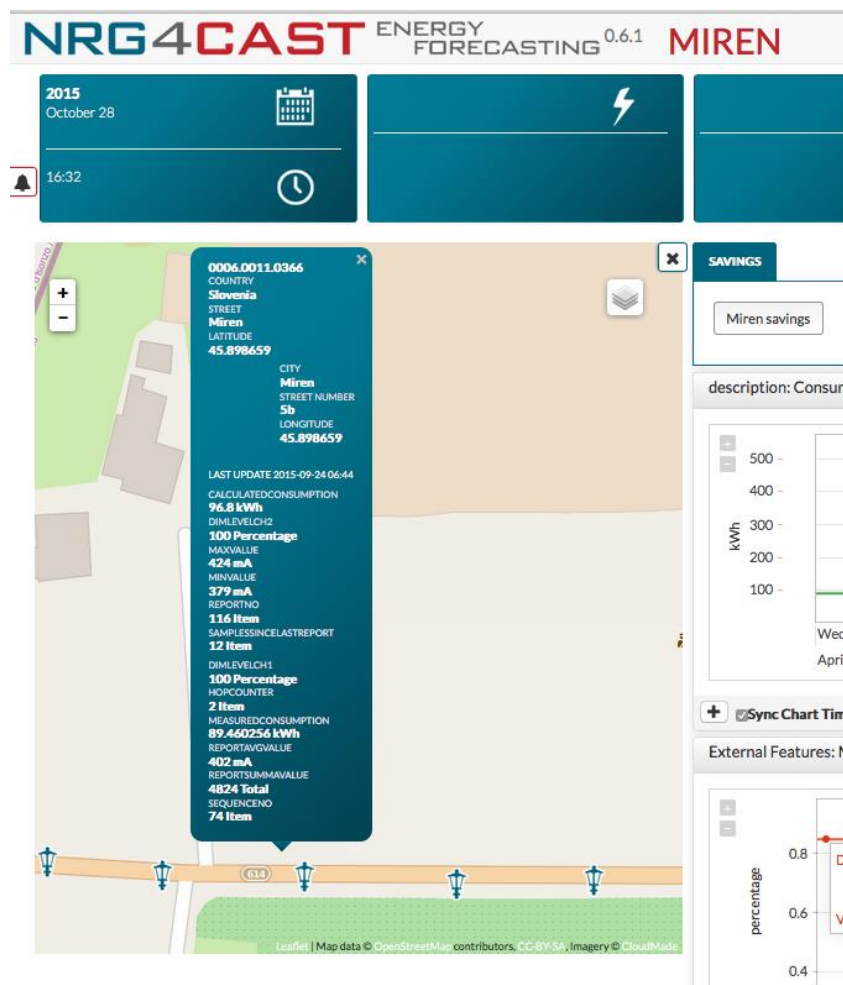 NRG4CAST ENERGY FORECASTING 0.6.1 MIREN
2015
October 28
16:32
+
−
0006.0011.0366
COUNTRY
Slovenia
STREET
Miren
LATITUDE
45.898659
CITY
Miren
STREET NUMBER
5b
LONGITUDE
45.898659
LAST UPDATE 2015-09-24 06:44
CALCULATEDCONSUMPTION
96.8 kWh
DIMLEVELCH2
100 Percentage
MAXVALUE
424 mA
MINVALUE
379 mA
REPORTNO
116 Item
SAMPLESSINCELASTREPORT
12 Item
DIMLEVELCH1
100 Percentage
HOPCOUNTER
2 Item
MEASUREDCONSUMPTION
89.460256 kWh
REPORTAVGVALUE
402 mA
REPORTSUMMAVALUE
4824 Total
SEQUENCENO
74 Item
614
Leaflet | Map data © OpenStreetMap contributors, CC-BY-SA, Imagery © CloudMade
SAVINGS
Miren savings
description: Consum
500
400
300
200
100
kWh
Wed
Apri
Sync Chart Tim
External Features: M
0.8
0.6
0.4
percentage
D
V